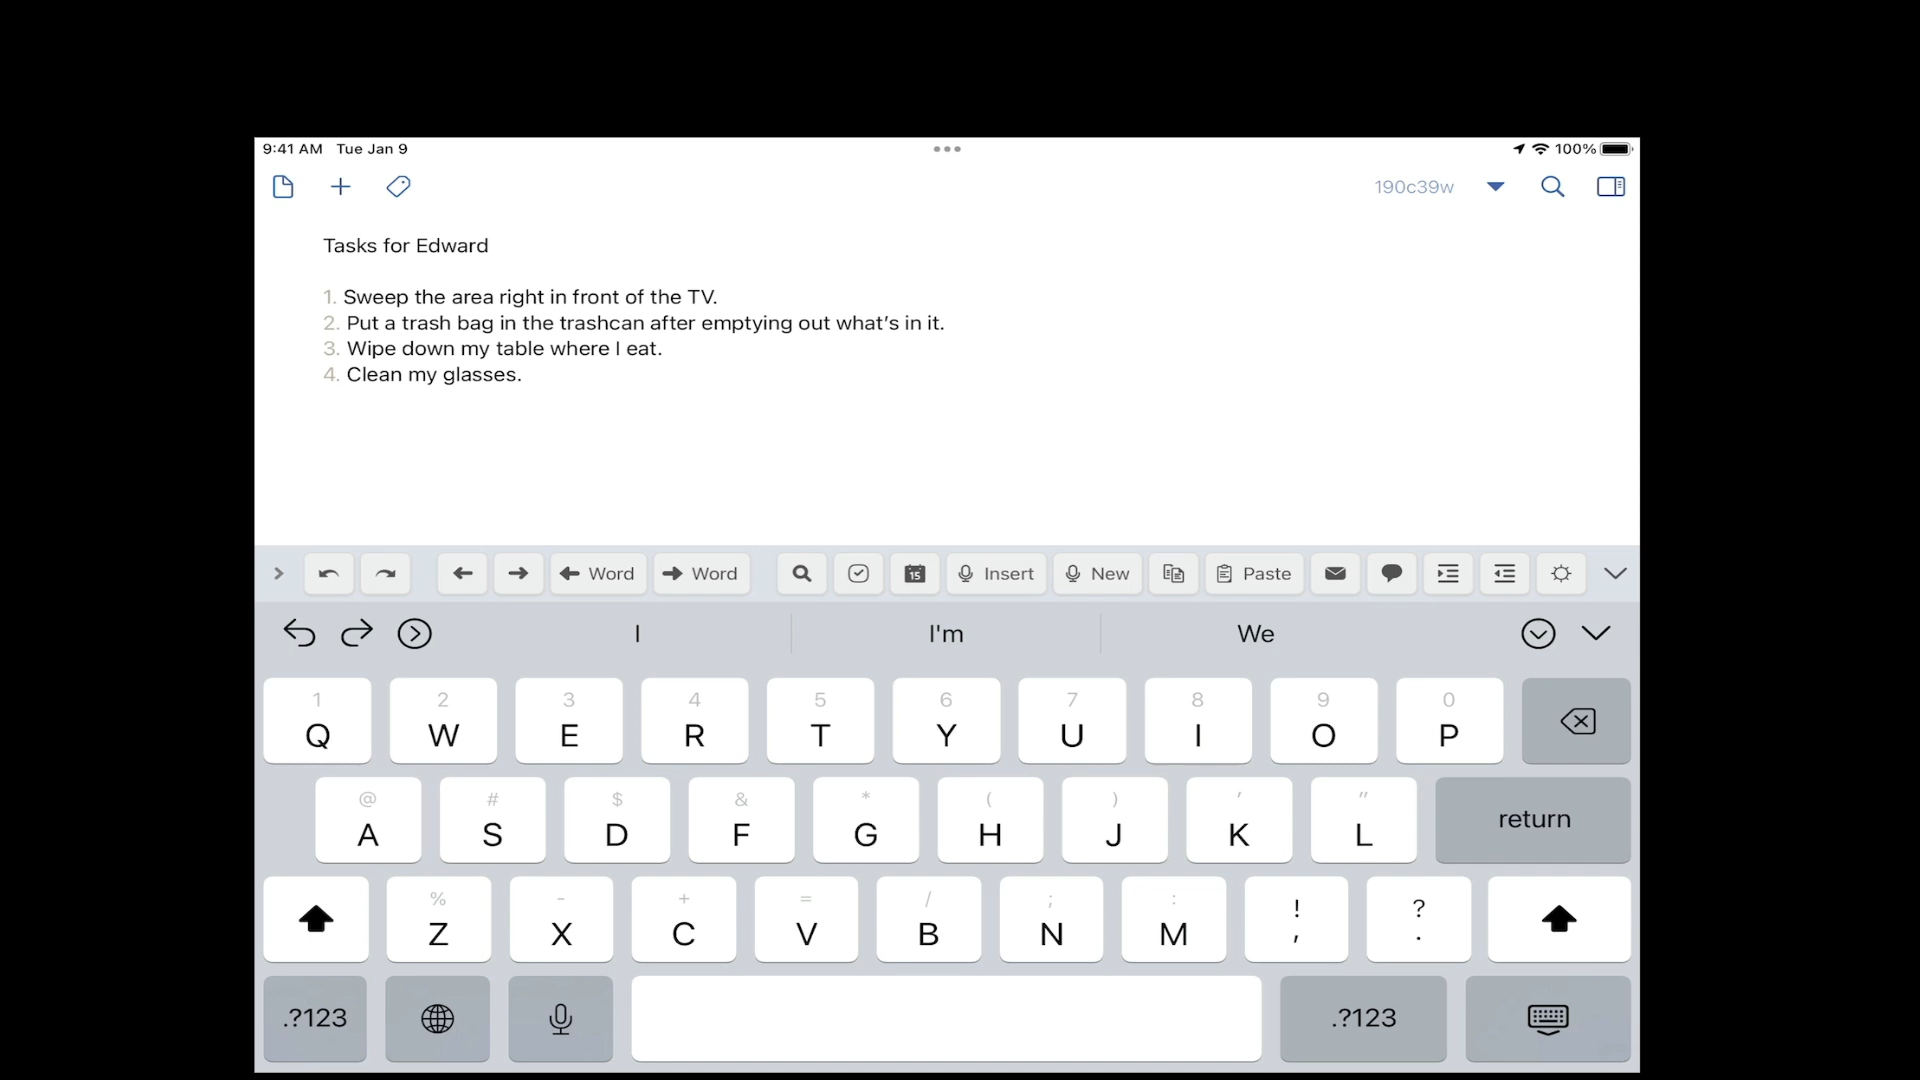 9:41 AM Tue Jan 9
100%
190c39w
Tasks for Edward
1. Sweep the area right in front of the TV.
2. Put a trash bag in the trashcan after emptying out what’s in it.
3. Wipe down my table where I eat.
4. Clean my glasses.
Word Word 15 Insert New Paste
I I'm We
1 2 3 4 5 6 7 8 9 0
Q W E R T Y U I O P
@ # $ & * ( ) ′ ″
A S D F G H J K L return
% - + = / ; : ! ?
Z X C V B N M , .
.?123 .?123